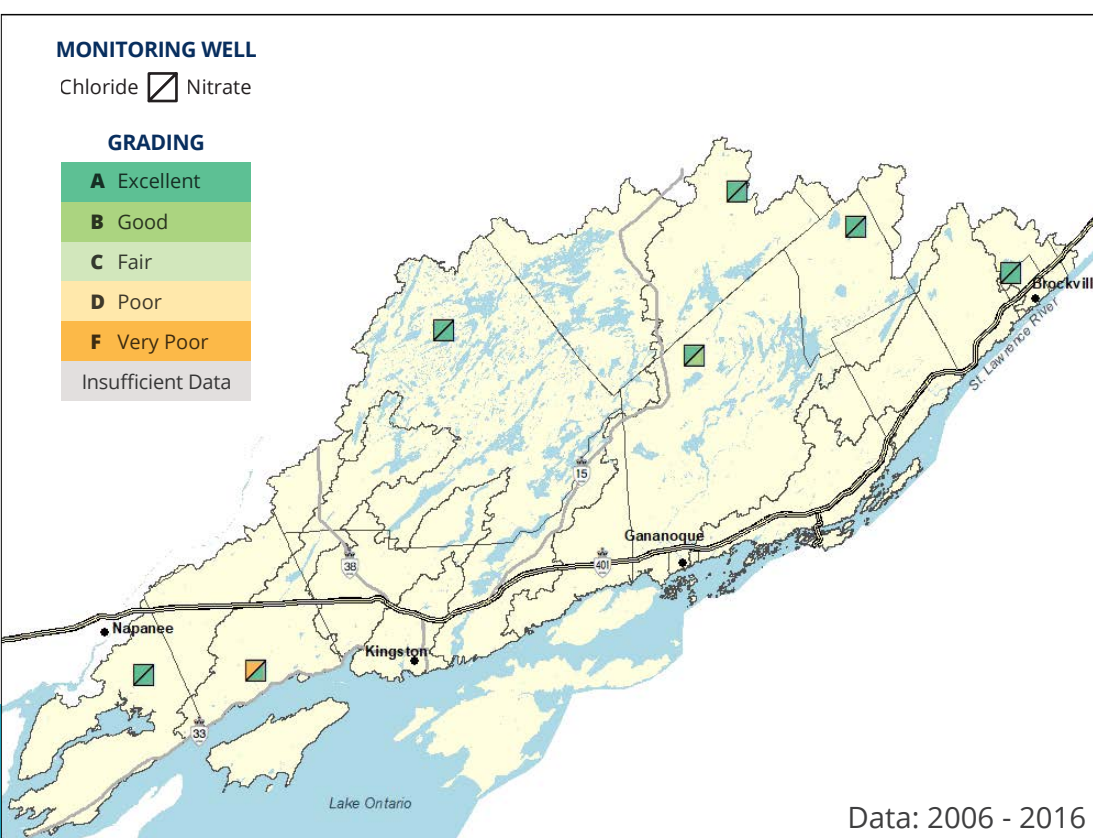 MONITORING WELL
Chloride Nitrate
GRADING
A Excellent
B Good
C Fair
D Poor
F Very Poor
Insufficient Data
Brockvill
St. Lawrence River
15
Gananoque
401
38
Napanee
Kingston
33
Lake Ontario
Data: 2006 - 2016